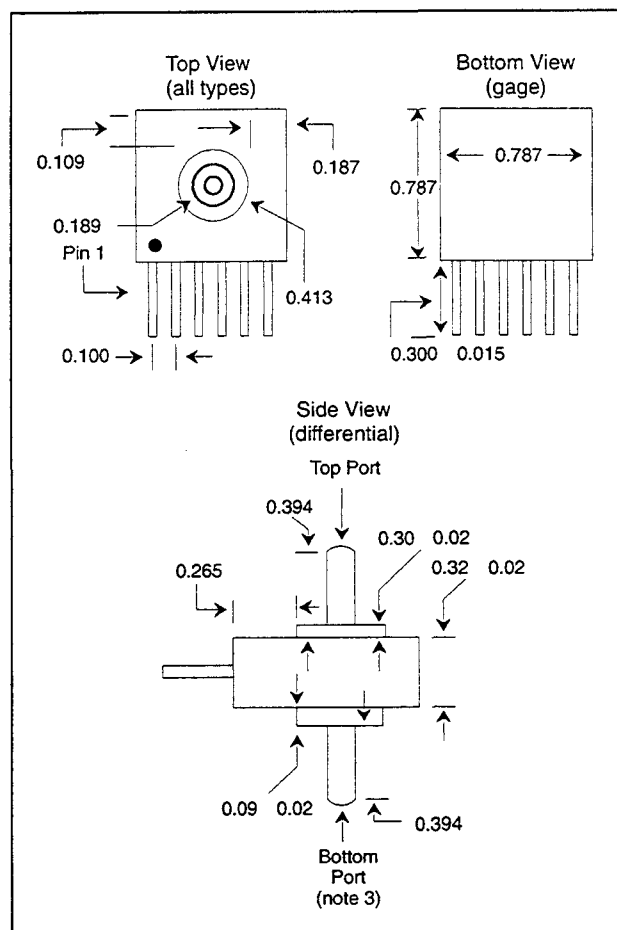 Top View
(all types)
0.109
0.187
0.189
Pin 1
0.413
0.100
Bottom View
(gage)
0.787
0.787
0.300 0.015
Side View
(differential)
Top Port
0.394
0.30 0.02
0.32 0.02
0.265
0.09 0.02
0.394
Bottom
Port
(note 3)